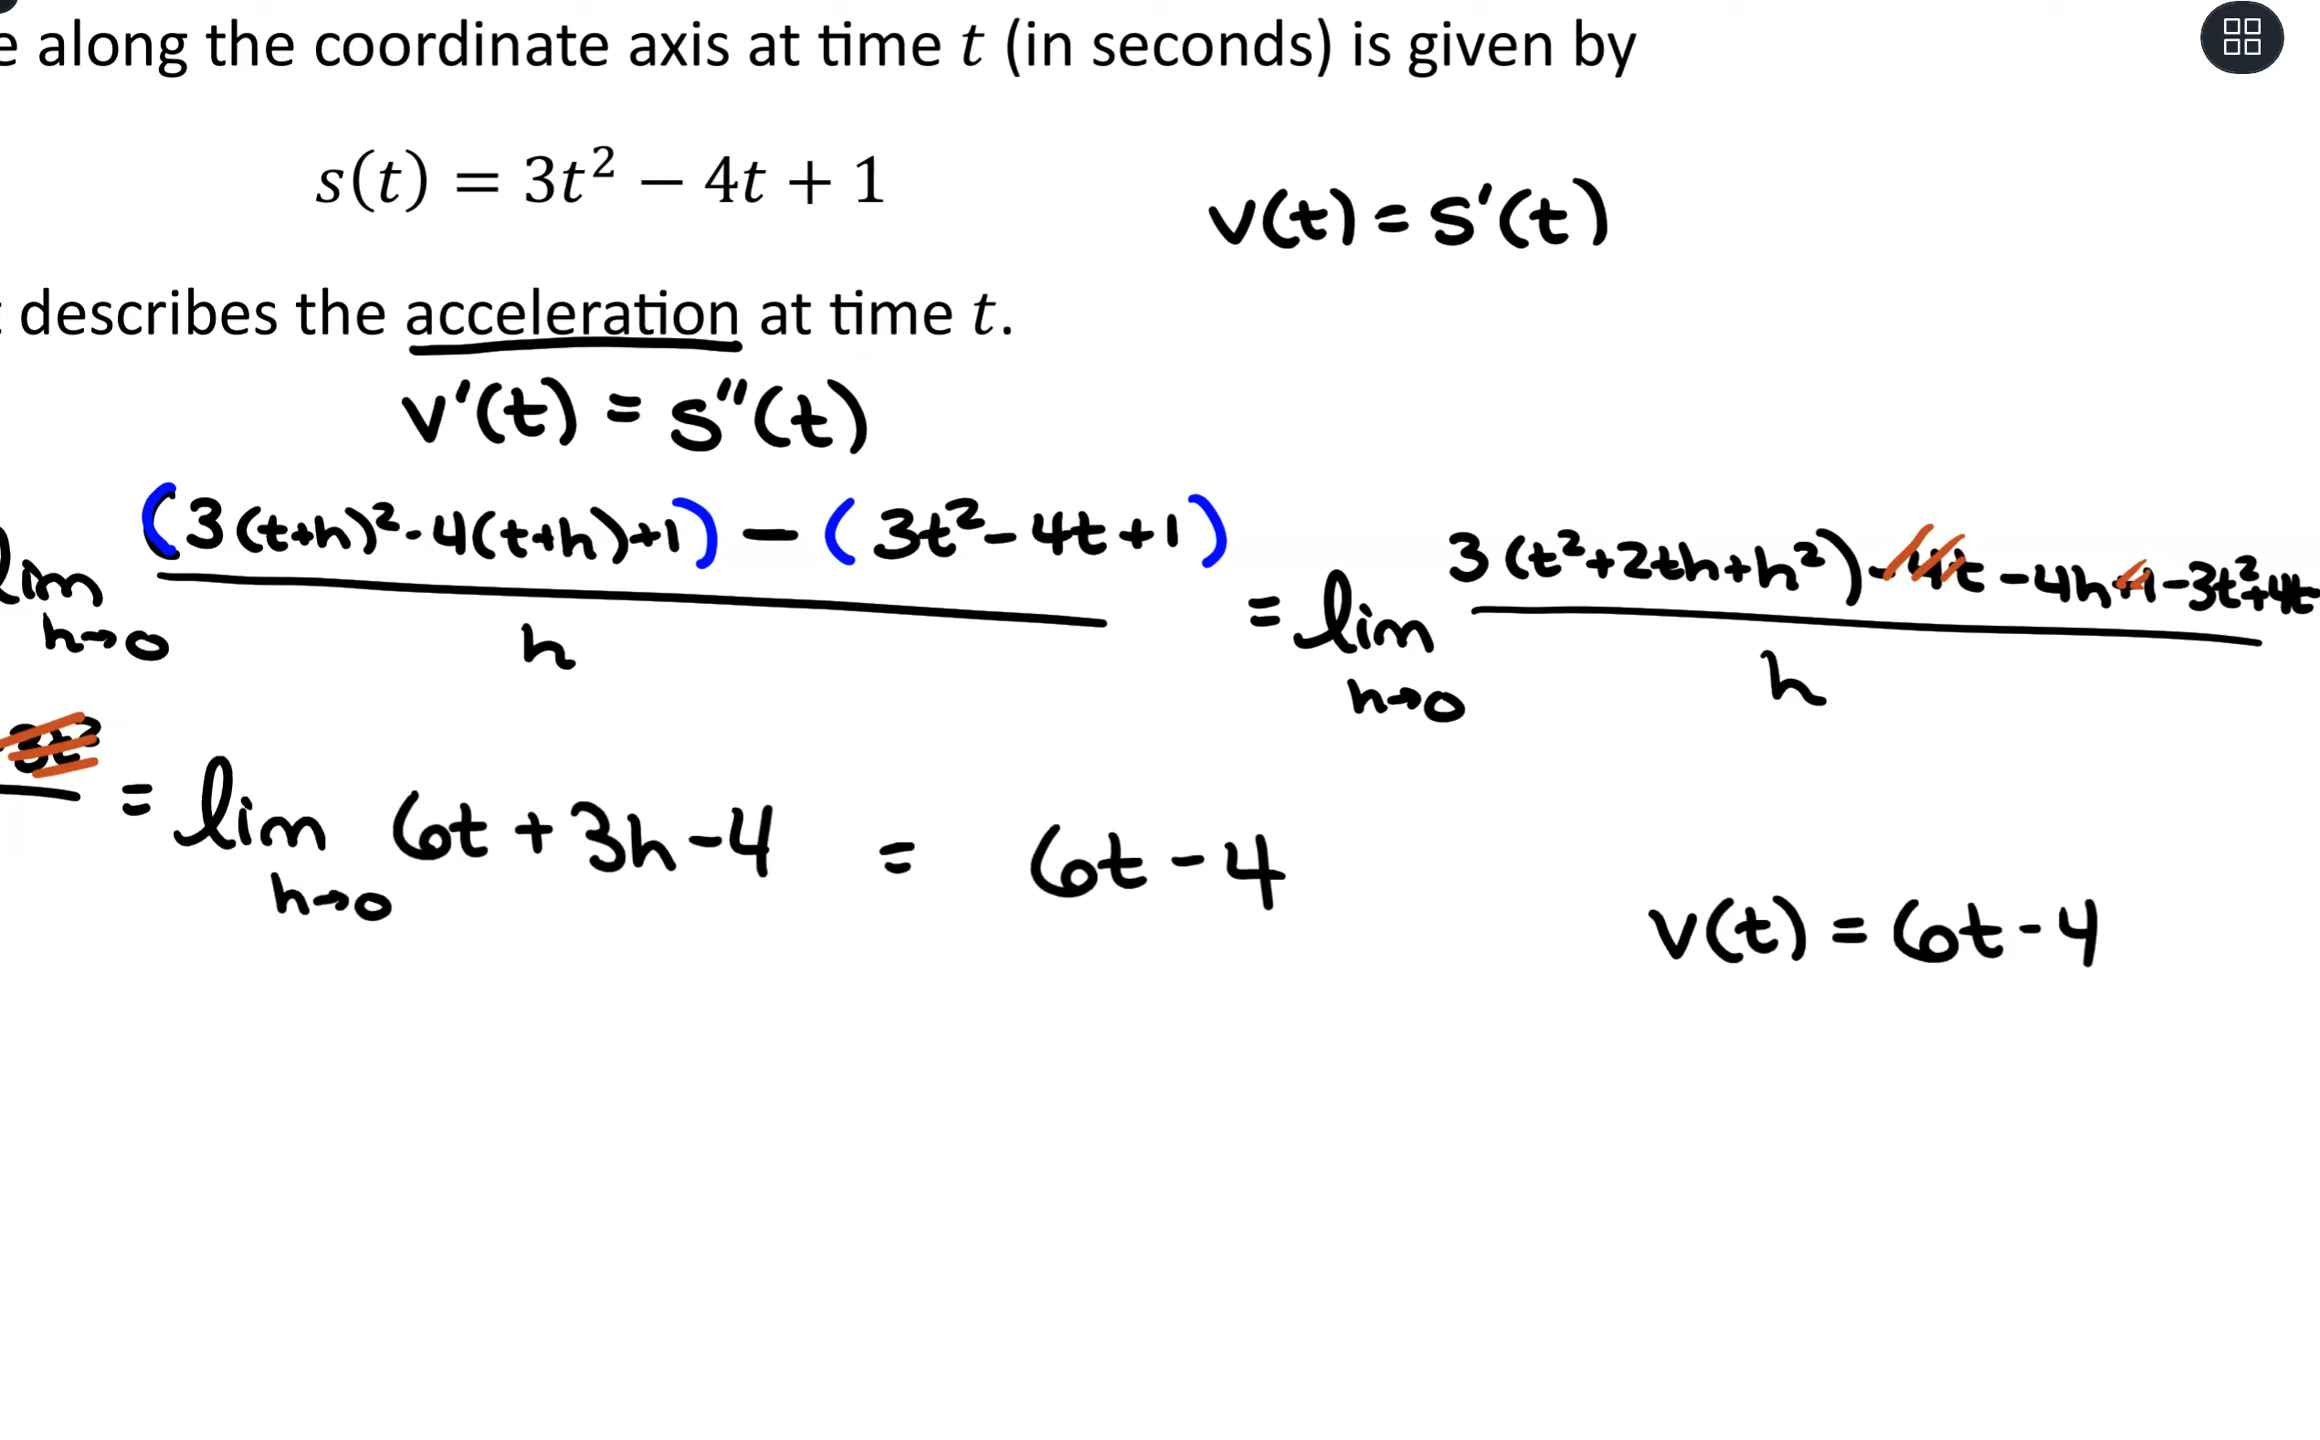 e along the coordinate axis at time t (in seconds) is given by
s(t) = 3t² − 4t + 1
v(t) = s'(t)
describes the acceleration at time t.
v'(t) = s''(t)
lim h→0 (3(t+h)²-4(t+h)+1) − (3t²-4t+1) / h = lim h→0 3(t²+2th+h²)-4t-4h+1-3t²+4t / h
3t² = lim h→0 6t+3h-4 = 6t-4
v(t) = 6t-4